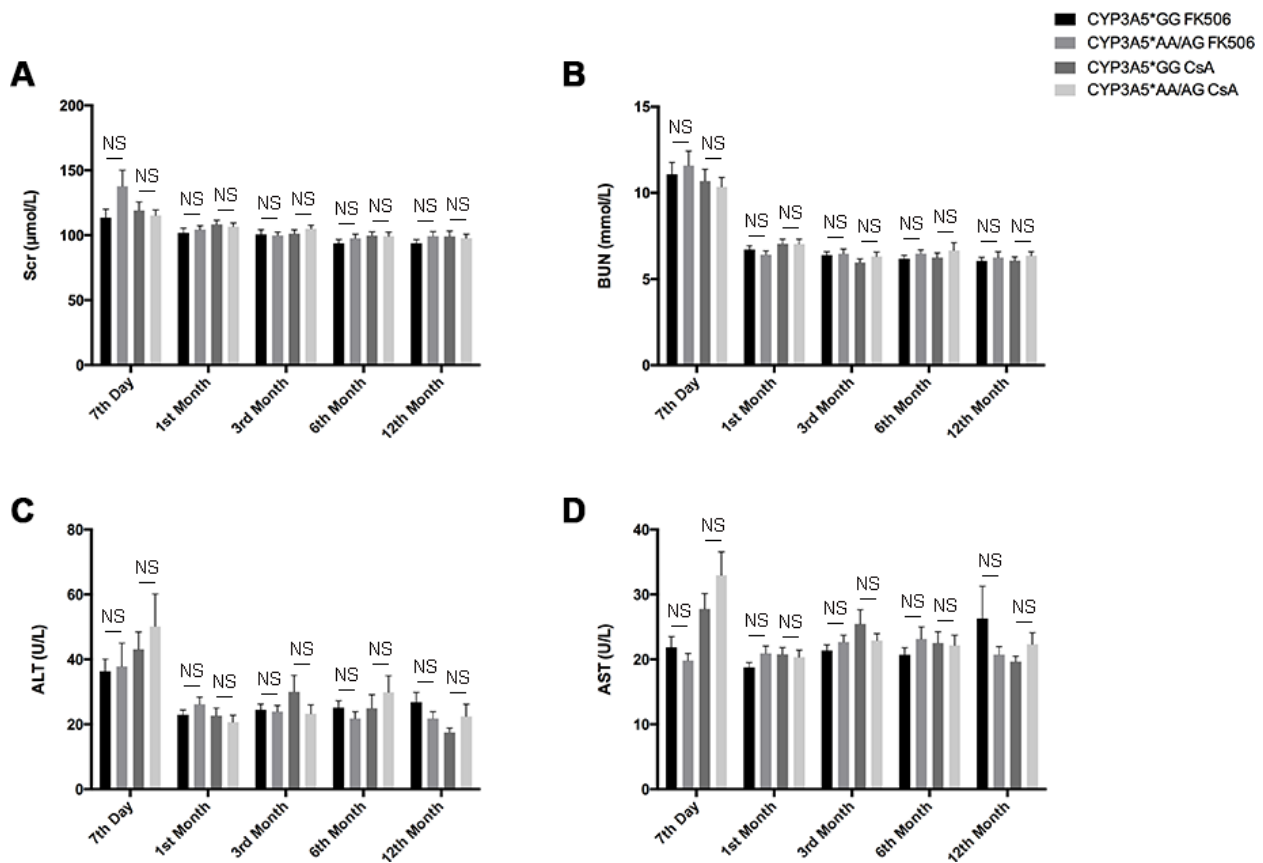 CYP3A5*GG FK506
CYP3A5*AA/AG FK506
CYP3A5*GG CsA
CYP3A5*AA/AG CsA
A
Scr (µmol/L)
200
150
100
50
0
NS NS NS NS NS NS NS NS NS NS
7th Day 1st Month 3rd Month 6th Month 12th Month
B
BUN (mmol/L)
15
10
5
0
NS NS NS NS NS NS NS NS NS NS
7th Day 1st Month 3rd Month 6th Month 12th Month
C
ALT (U/L)
80
60
40
20
0
NS NS NS NS NS NS NS NS NS NS
7th Day 1st Month 3rd Month 6th Month 12th Month
D
AST (U/L)
40
30
20
10
0
NS NS NS NS NS NS NS NS NS NS
7th Day 1st Month 3rd Month 6th Month 12th Month